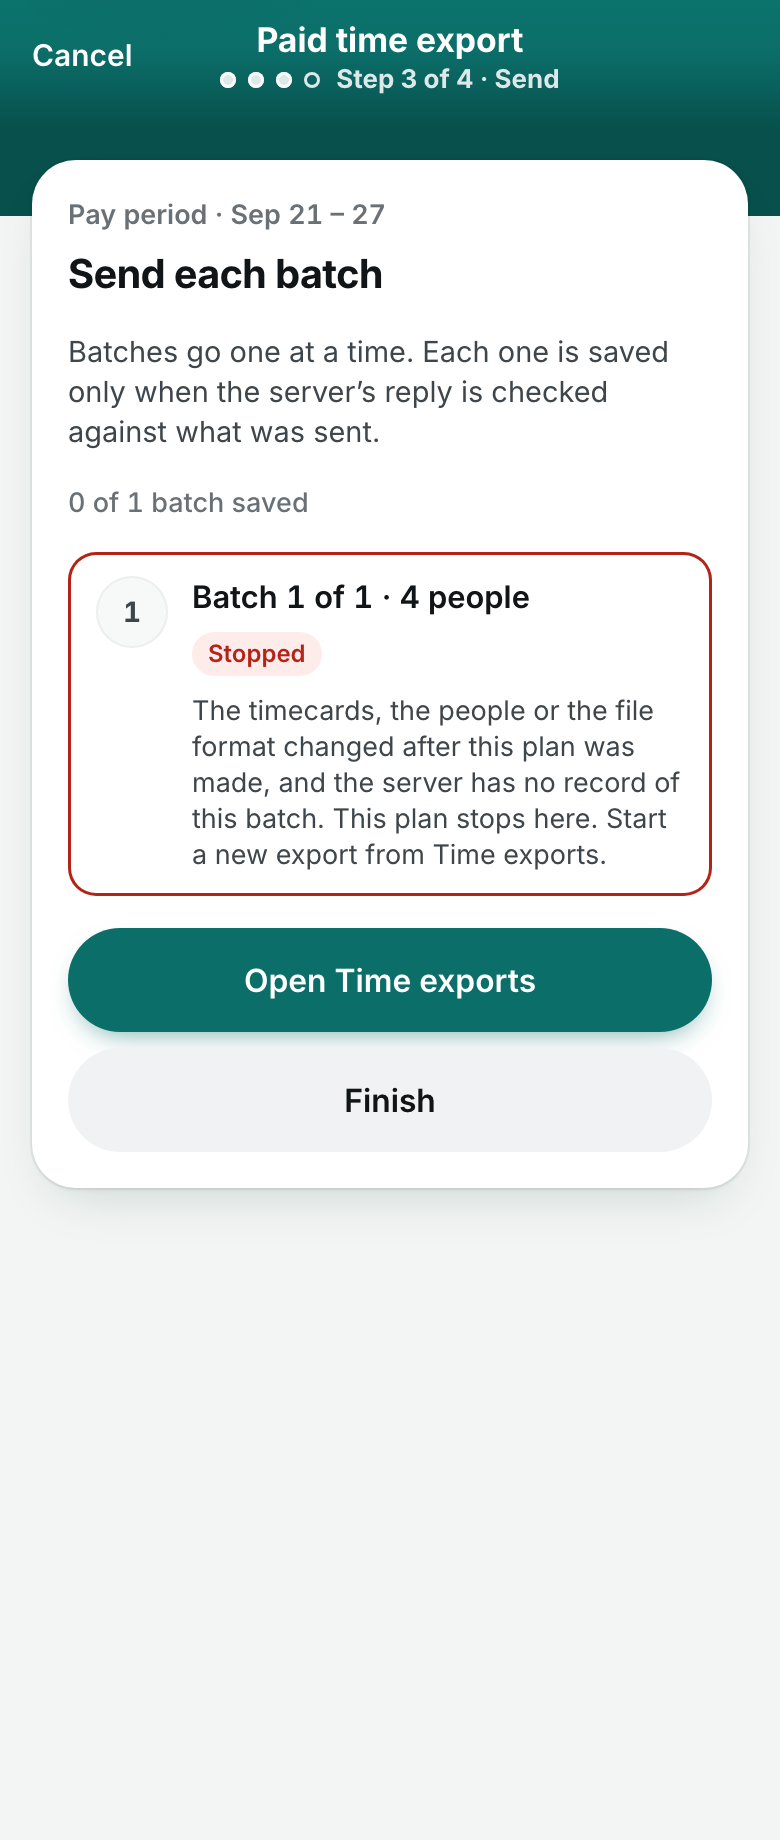 Cancel
Paid time export
Step 3 of 4 · Send
Pay period · Sep 21 – 27
Send each batch
Batches go one at a time. Each one is saved
only when the server’s reply is checked
against what was sent.
0 of 1 batch saved
1
Batch 1 of 1 · 4 people
Stopped
The timecards, the people or the file
format changed after this plan was
made, and the server has no record of
this batch. This plan stops here. Start
a new export from Time exports.
Open Time exports
Finish